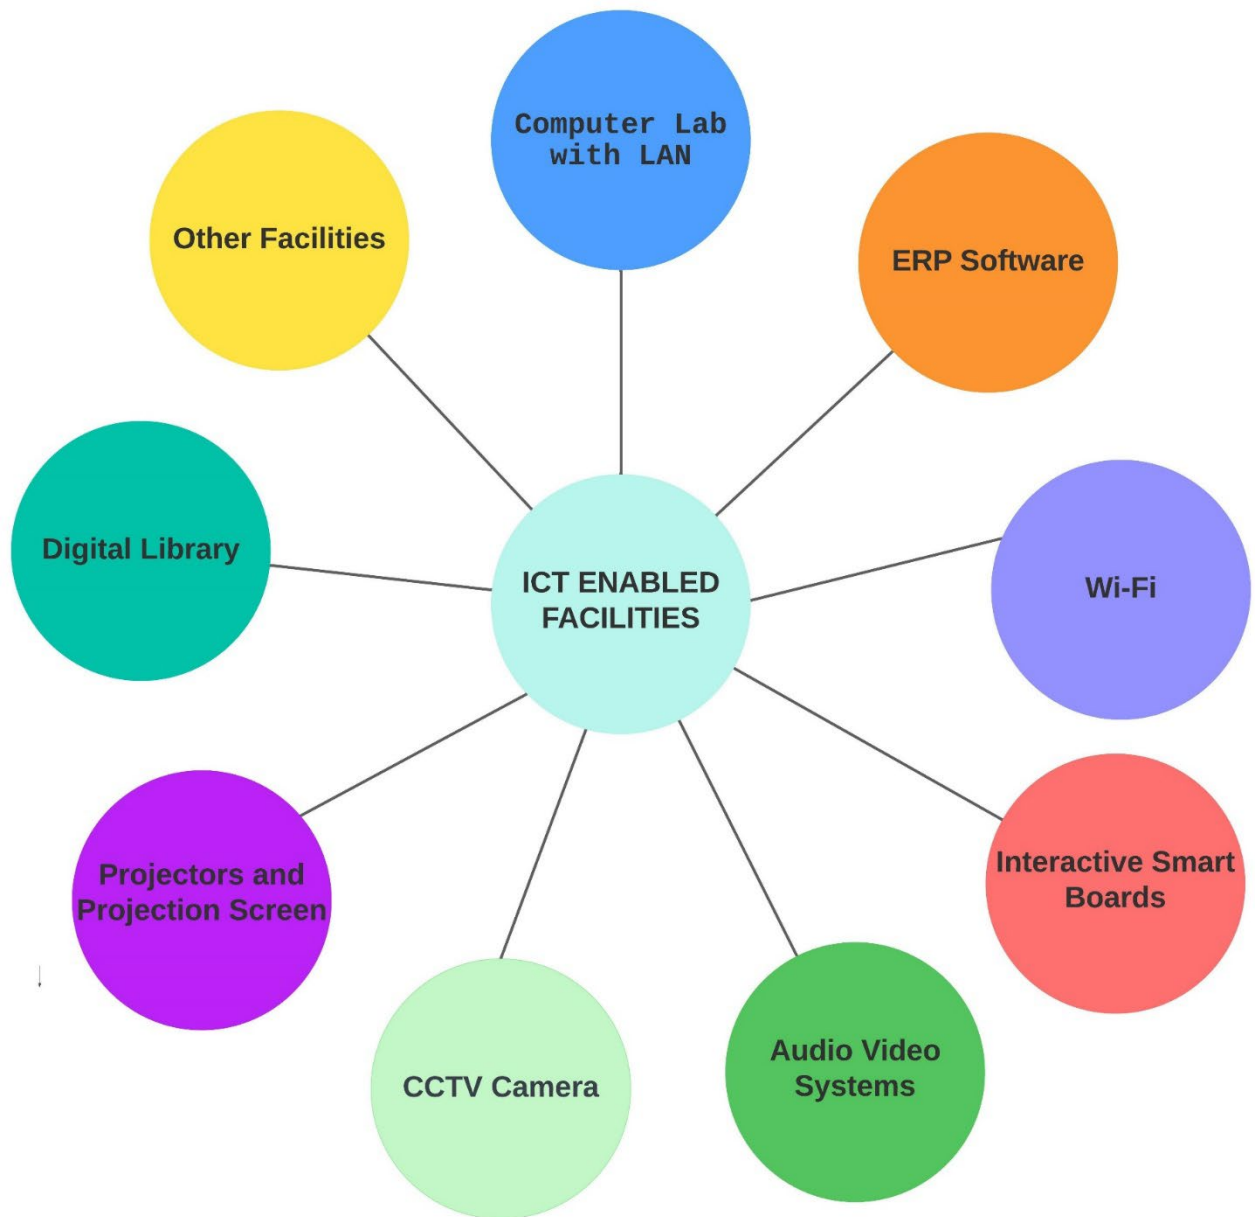 Computer Lab
with LAN
Other Facilities
ERP Software
Digital Library
ICT ENABLED
FACILITIES
Wi-Fi
Projectors and
Projection Screen
Interactive Smart
Boards
CCTV Camera
Audio Video
Systems